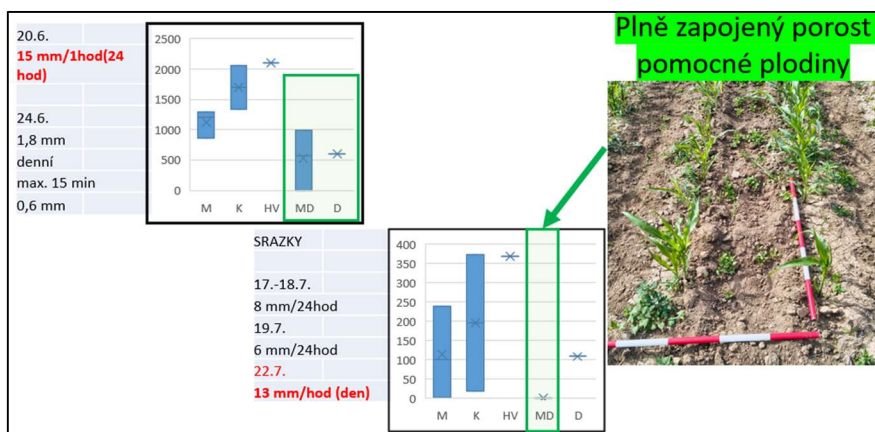 20.6.
15 mm/1hod(24
hod)
24.6.
1,8 mm
denní
max. 15 min
0,6 mm
2500
2000
1500
1000
500
0
M K HV MD D
Plně zapojený porost
pomocné plodiny
SRAZKY
17.-18.7.
8 mm/24hod
19.7.
6 mm/24hod
22.7.
13 mm/hod (den)
400
350
300
250
200
150
100
50
0
M K HV MD D